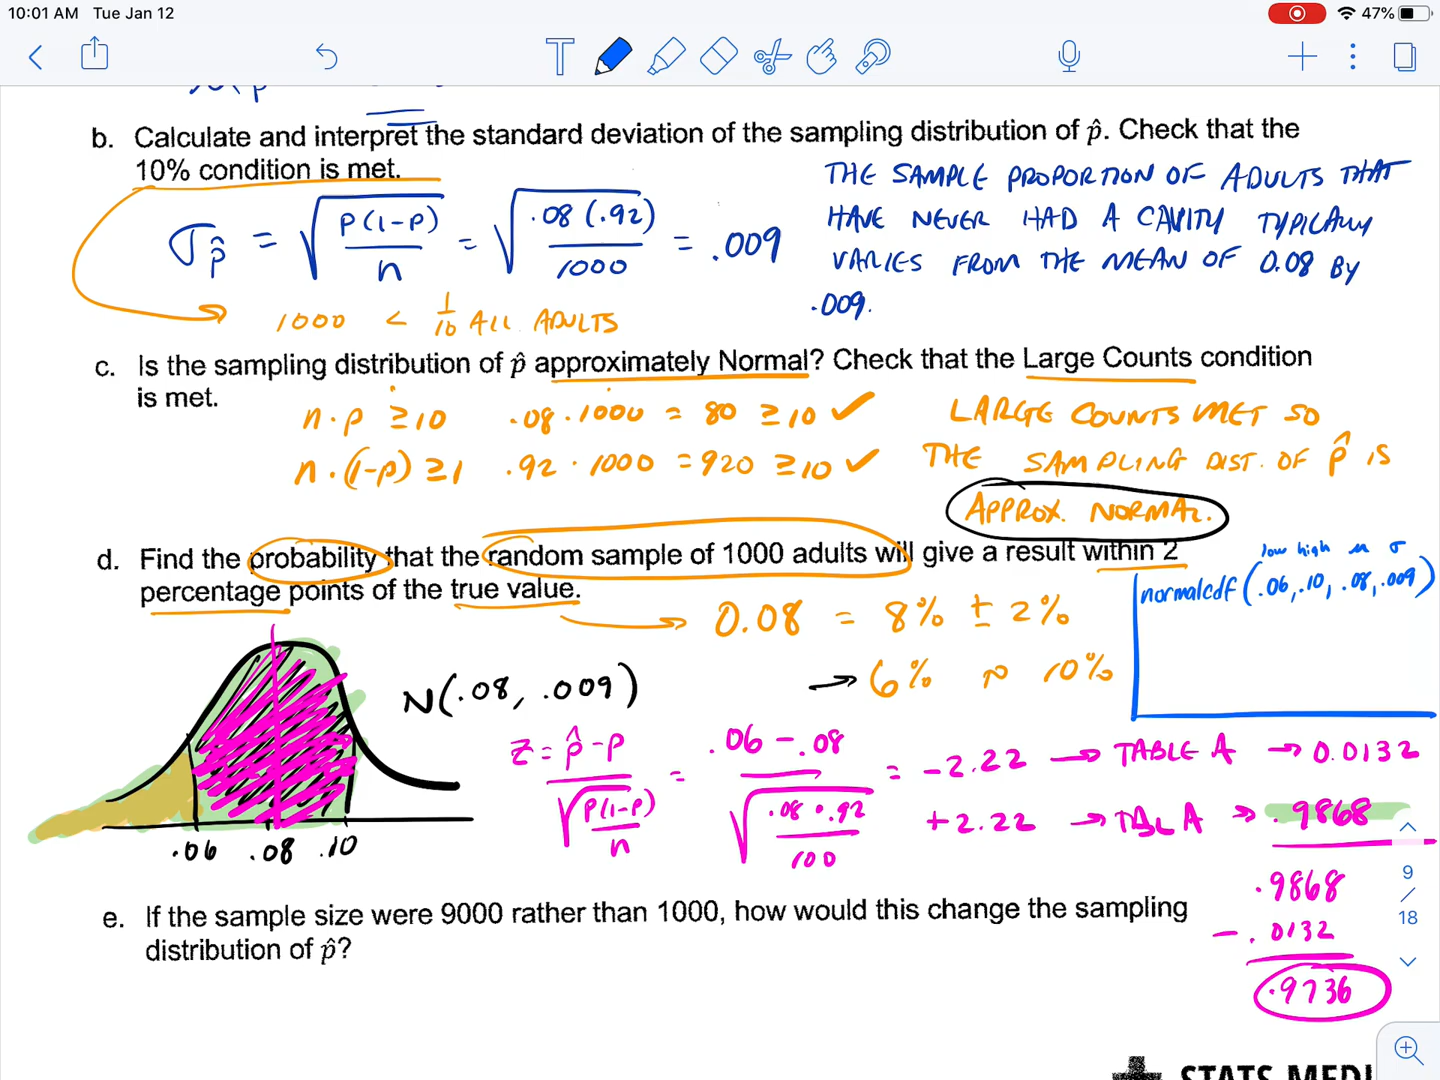 10:01 AM Tue Jan 12
47%
b. Calculate and interpret the standard deviation of the sampling distribution of p̂. Check that the
10% condition is met.
σp̂ = √(P(1-P)/n) = √(.08(.92)/1000) = .009
THE SAMPLE PROPORTION OF ADULTS THAT
HAVE NEVER HAD A CAVITY TYPICALLY
VARIES FROM THE MEAN OF 0.08 BY
.009.
1000 < 1/10 ALL ADULTS
c. Is the sampling distribution of p̂ approximately Normal? Check that the Large Counts condition
is met.
n·p ≥10 .08 · 1000 = 80 ≥10 ✓
n·(1-p) ≥1 .92 · 1000 = 920 ≥10 ✓
LARGE COUNTS MET SO
THE SAMPLING DIST. OF p̂ IS
APPROX. NORMAL.
d. Find the probability that the random sample of 1000 adults will give a result within 2
percentage points of the true value.
low high m σ
normalcdf (.06, .10, .08, .009)
→ 0.08 = 8% ± 2%
→ 6% ~ 10%
N(.08, .009)
.06 .08 .10
z = (p̂ - p)/√(P(1-P)/n) = (.06 - .08)/√(.08 · .92/100) = -2.22 → TABLE A → 0.0132
+2.22 → TABL A → .9868
.9868
- .0132
.9736
9
/
18
e. If the sample size were 9000 rather than 1000, how would this change the sampling
distribution of p̂?